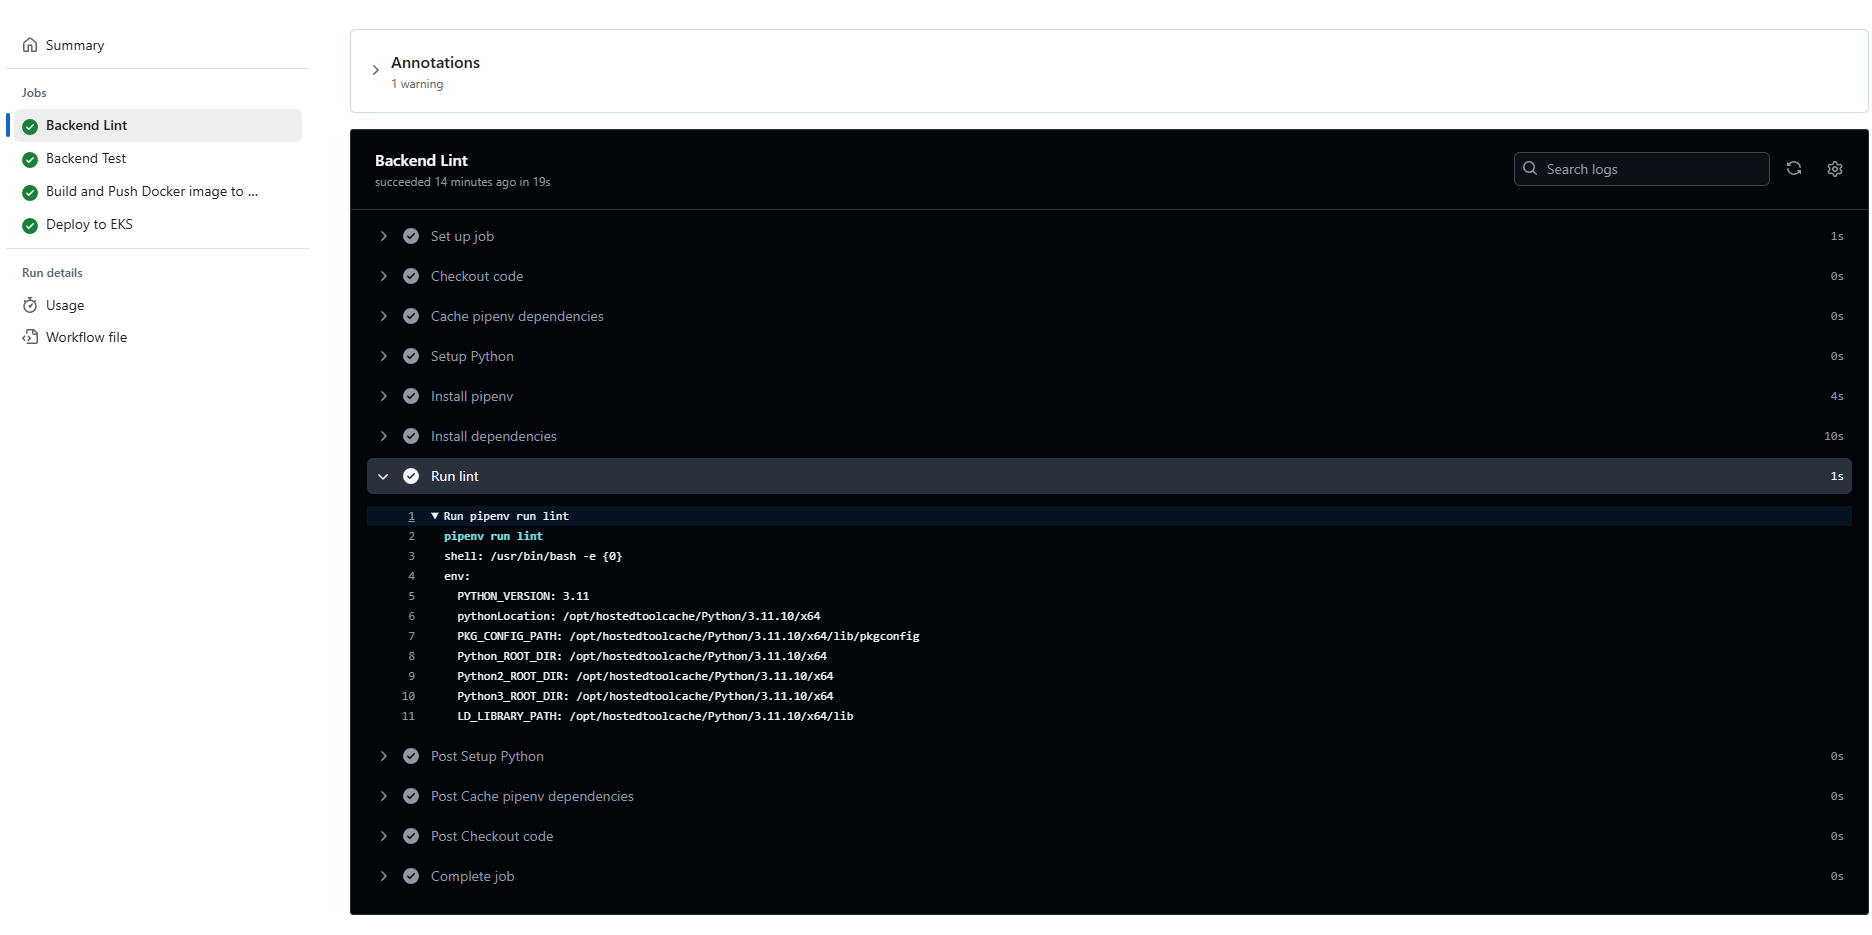 Summary
Jobs
Backend Lint
Backend Test
Build and Push Docker image to ...
Deploy to EKS
Run details
Usage
Workflow file
Annotations
1 warning
Backend Lint
succeeded 14 minutes ago in 19s
Search logs
Set up job 1s
Checkout code 0s
Cache pipenv dependencies 0s
Setup Python 0s
Install pipenv 4s
Install dependencies 10s
Run lint 1s
1 ▼ Run pipenv run lint
2 pipenv run lint
3 shell: /usr/bin/bash -e {0}
4 env:
5 PYTHON_VERSION: 3.11
6 pythonLocation: /opt/hostedtoolcache/Python/3.11.10/x64
7 PKG_CONFIG_PATH: /opt/hostedtoolcache/Python/3.11.10/x64/lib/pkgconfig
8 Python_ROOT_DIR: /opt/hostedtoolcache/Python/3.11.10/x64
9 Python2_ROOT_DIR: /opt/hostedtoolcache/Python/3.11.10/x64
10 Python3_ROOT_DIR: /opt/hostedtoolcache/Python/3.11.10/x64
11 LD_LIBRARY_PATH: /opt/hostedtoolcache/Python/3.11.10/x64/lib
Post Setup Python 0s
Post Cache pipenv dependencies 0s
Post Checkout code 0s
Complete job 0s